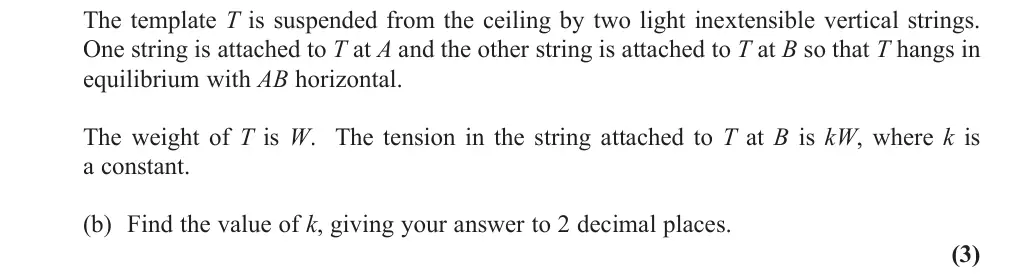 The template T is suspended from the ceiling by two light inextensible vertical strings.
One string is attached to T at A and the other string is attached to T at B so that T hangs in
equilibrium with AB horizontal.
The weight of T is W. The tension in the string attached to T at B is kW, where k is
a constant.
(b) Find the value of k, giving your answer to 2 decimal places.
(3)